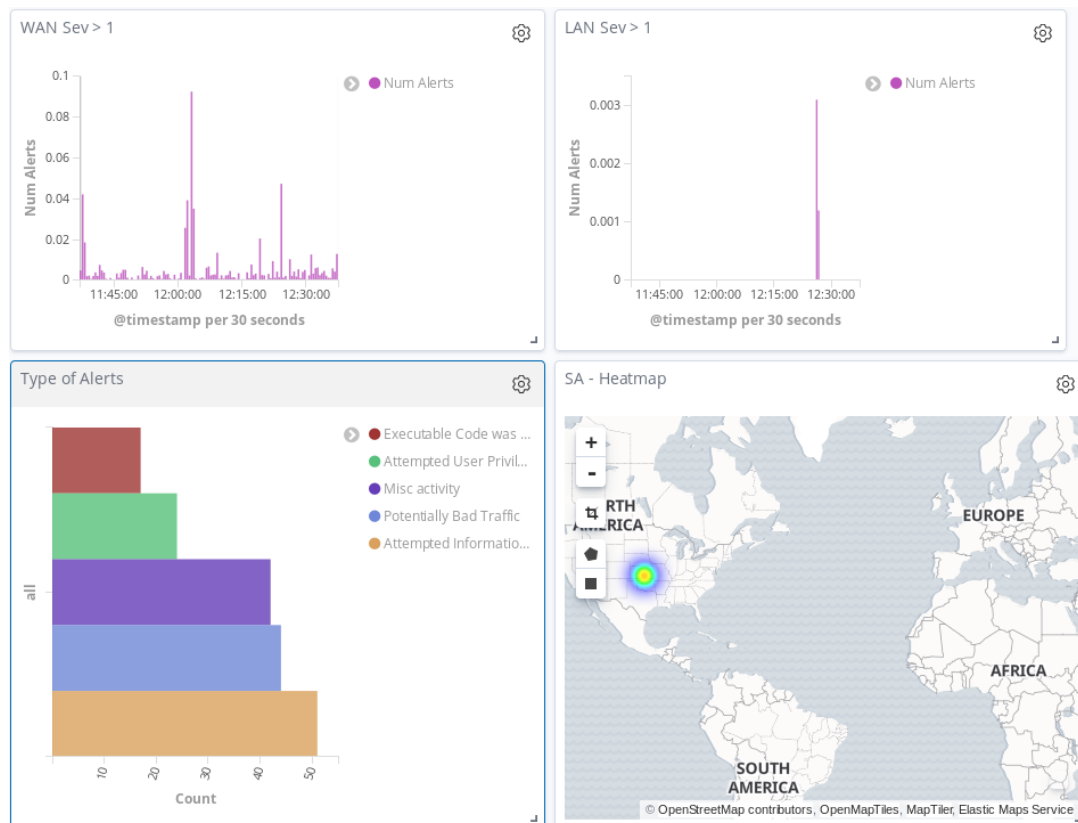 WAN Sev > 1
Num Alerts
0.1
0.08
0.06
0.04
0.02
0
Num Alerts
11:45:00 12:00:00 12:15:00 12:30:00
@timestamp per 30 seconds
LAN Sev > 1
Num Alerts
0.003
0.002
0.001
0
Num Alerts
11:45:00 12:00:00 12:15:00 12:30:00
@timestamp per 30 seconds
Type of Alerts
Executable Code was ...
Attempted User Privil...
Misc activity
Potentially Bad Traffic
Attempted Informatio...
all
10 20 30 40 50
Count
SA - Heatmap
+
-
RTH
AMERICA
EUROPE
AFRICA
SOUTH
AMERICA
© OpenStreetMap contributors, OpenMapTiles, MapTiler, Elastic Maps Service